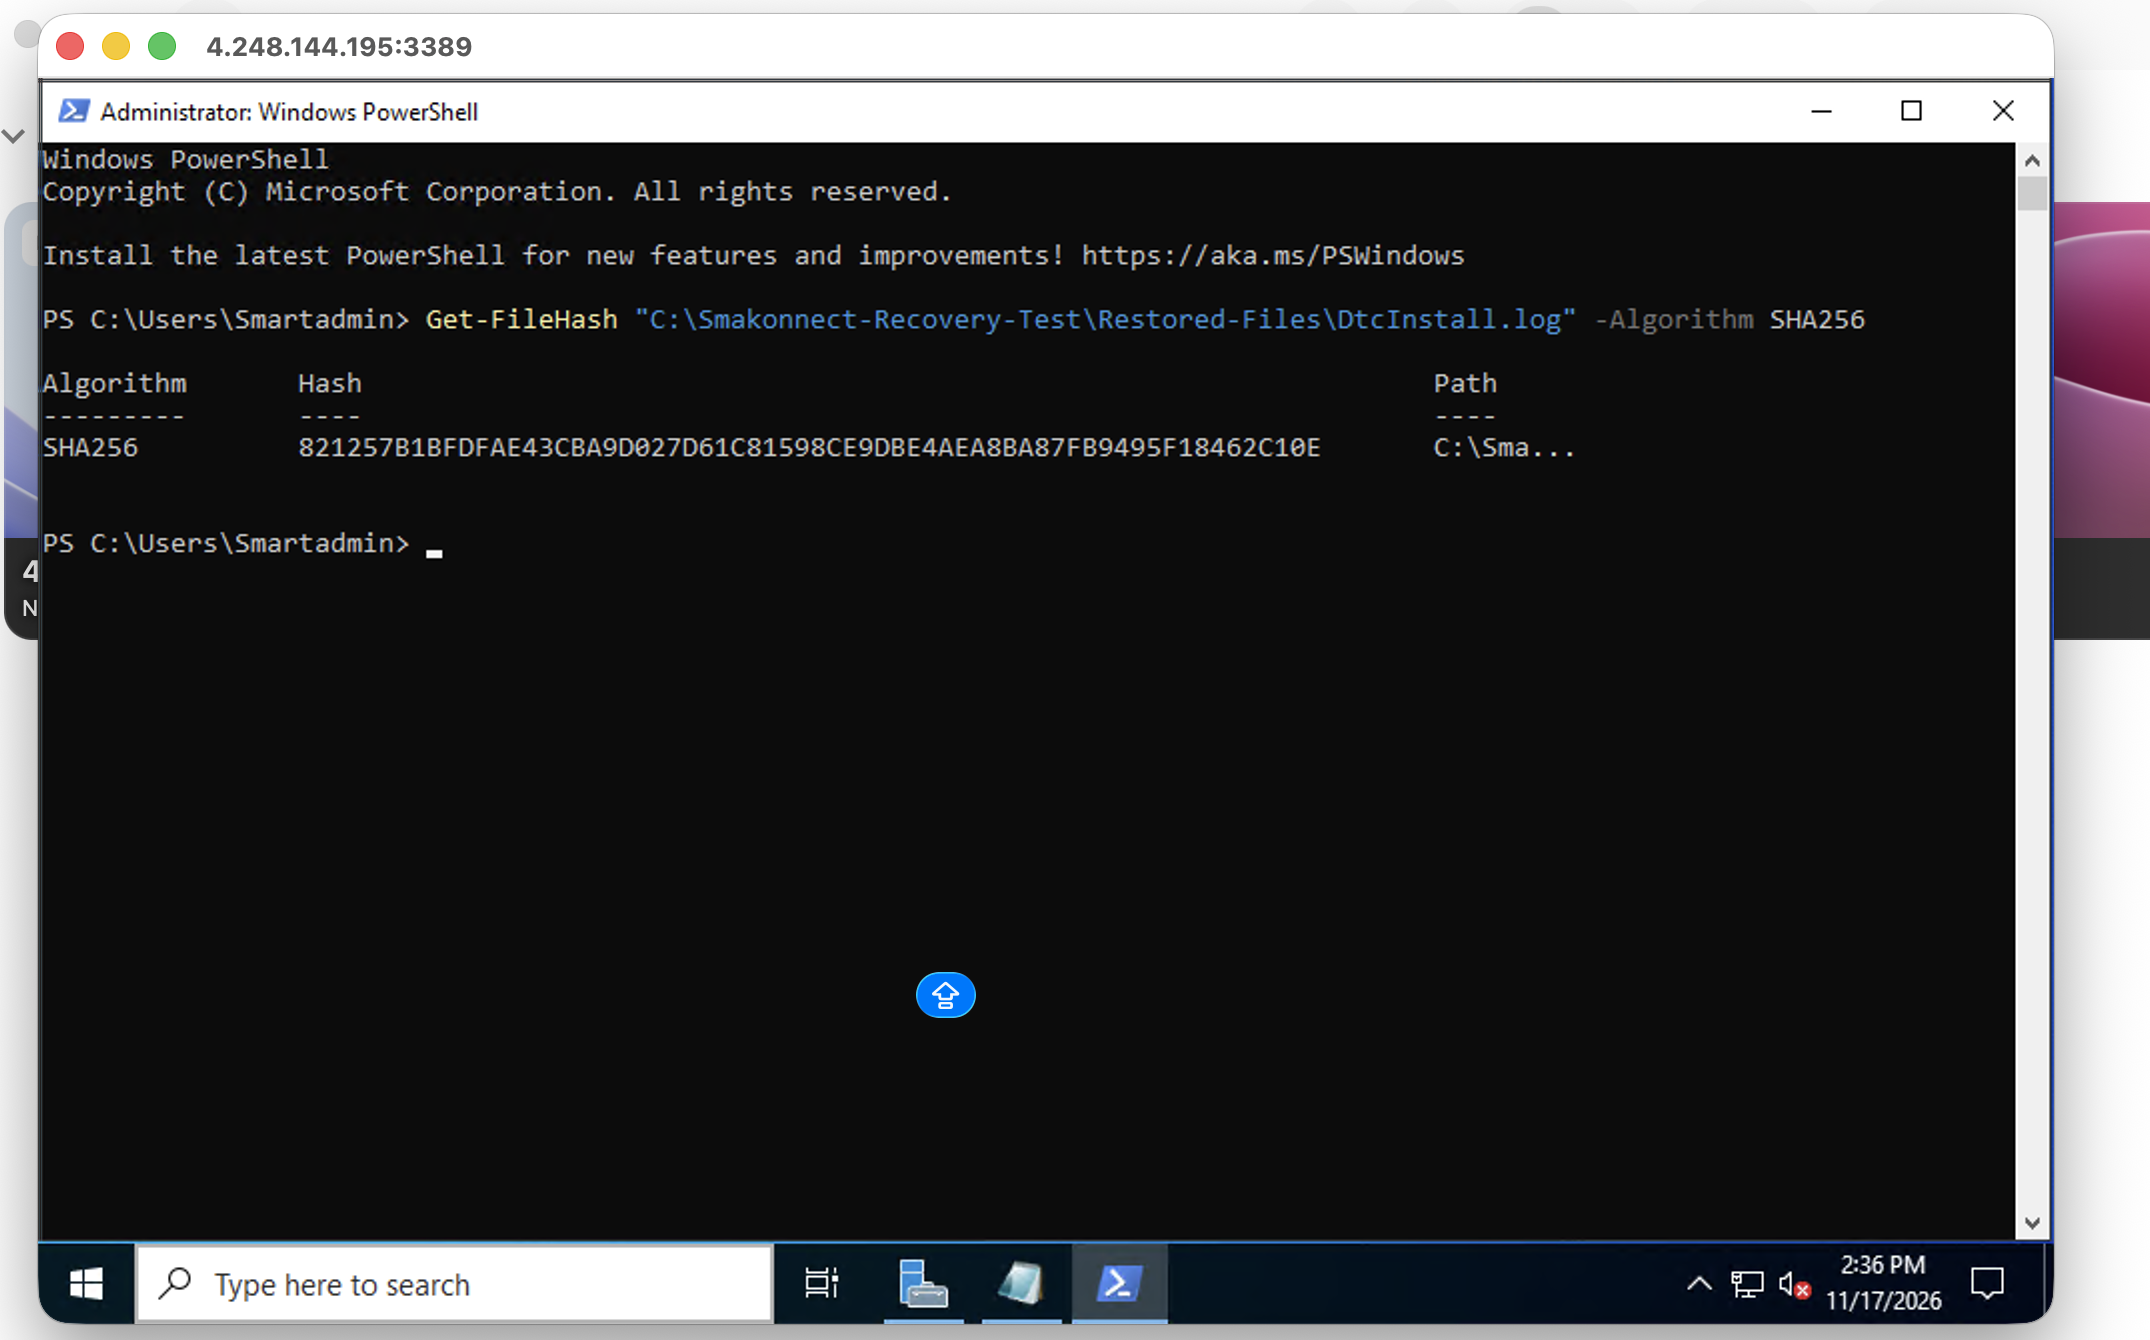 4.248.144.195:3389
Administrator: Windows PowerShell
Windows PowerShell
Copyright (C) Microsoft Corporation. All rights reserved.
Install the latest PowerShell for new features and improvements! https://aka.ms/PSWindows
PS C:\Users\Smartadmin> Get-FileHash "C:\Smakonnect-Recovery-Test\Restored-Files\DtcInstall.log" -Algorithm SHA256
Algorithm Hash Path
--------- ---- ----
SHA256 821257B1BFDFAE43CBA9D027D61C81598CE9DBE4AEA8BA87FB9495F18462C10E C:\Sma...
PS C:\Users\Smartadmin>
4
N
Type here to search
2:36 PM
11/17/2026